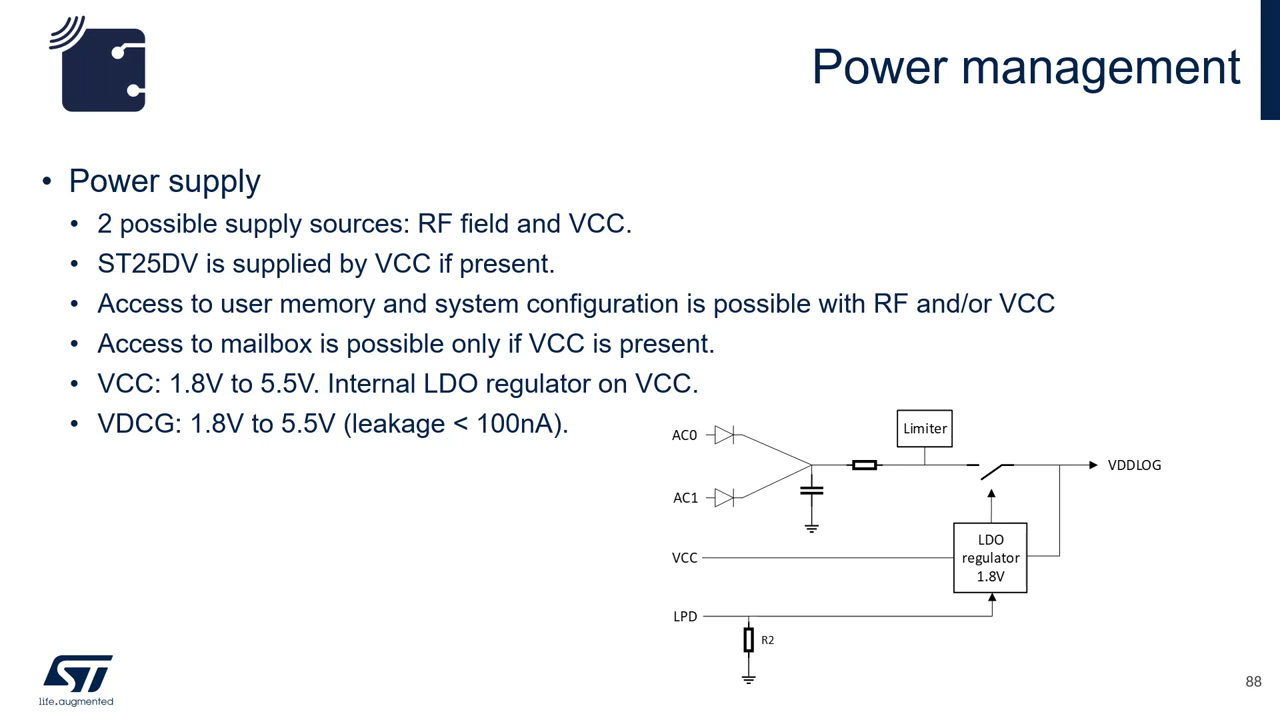 Power management
• Power supply
• 2 possible supply sources: RF field and VCC.
• ST25DV is supplied by VCC if present.
• Access to user memory and system configuration is possible with RF and/or VCC
• Access to mailbox is possible only if VCC is present.
• VCC: 1.8V to 5.5V. Internal LDO regulator on VCC.
• VDCG: 1.8V to 5.5V (leakage < 100nA).
Limiter
AC0
VDDLOG
AC1
LDO
regulator
1.8V
VCC
LPD
R2
ST
life.augmented
88